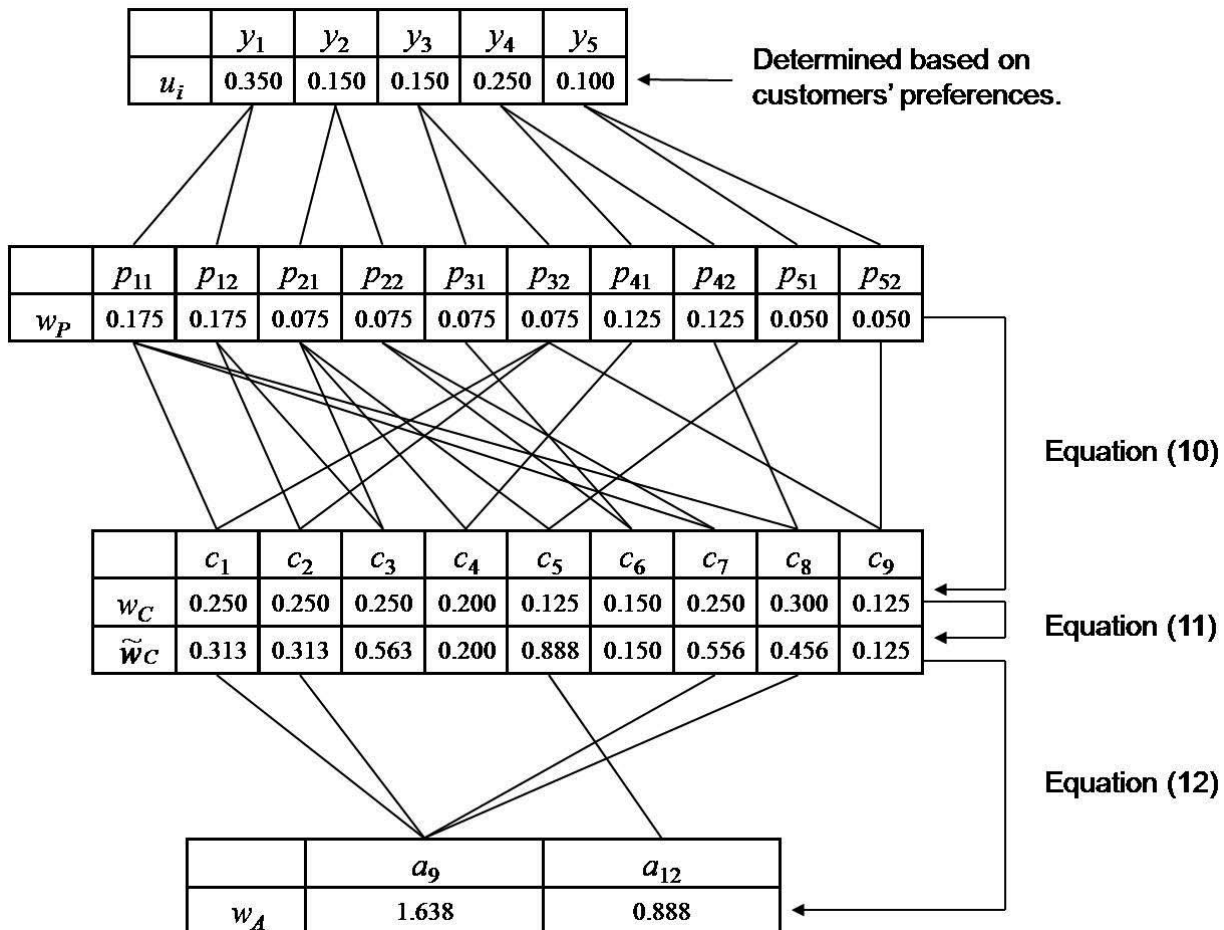 y1 y2 y3 y4 y5
ui 0.350 0.150 0.150 0.250 0.100
Determined based on
customers' preferences.
p11 p12 p21 p22 p31 p32 p41 p42 p51 p52
wP 0.175 0.175 0.075 0.075 0.075 0.075 0.125 0.125 0.050 0.050
Equation (10)
c1 c2 c3 c4 c5 c6 c7 c8 c9
wC 0.250 0.250 0.250 0.200 0.125 0.150 0.250 0.300 0.125
w̃C 0.313 0.313 0.563 0.200 0.888 0.150 0.556 0.456 0.125
Equation (11)
Equation (12)
a9 a12
wA 1.638 0.888